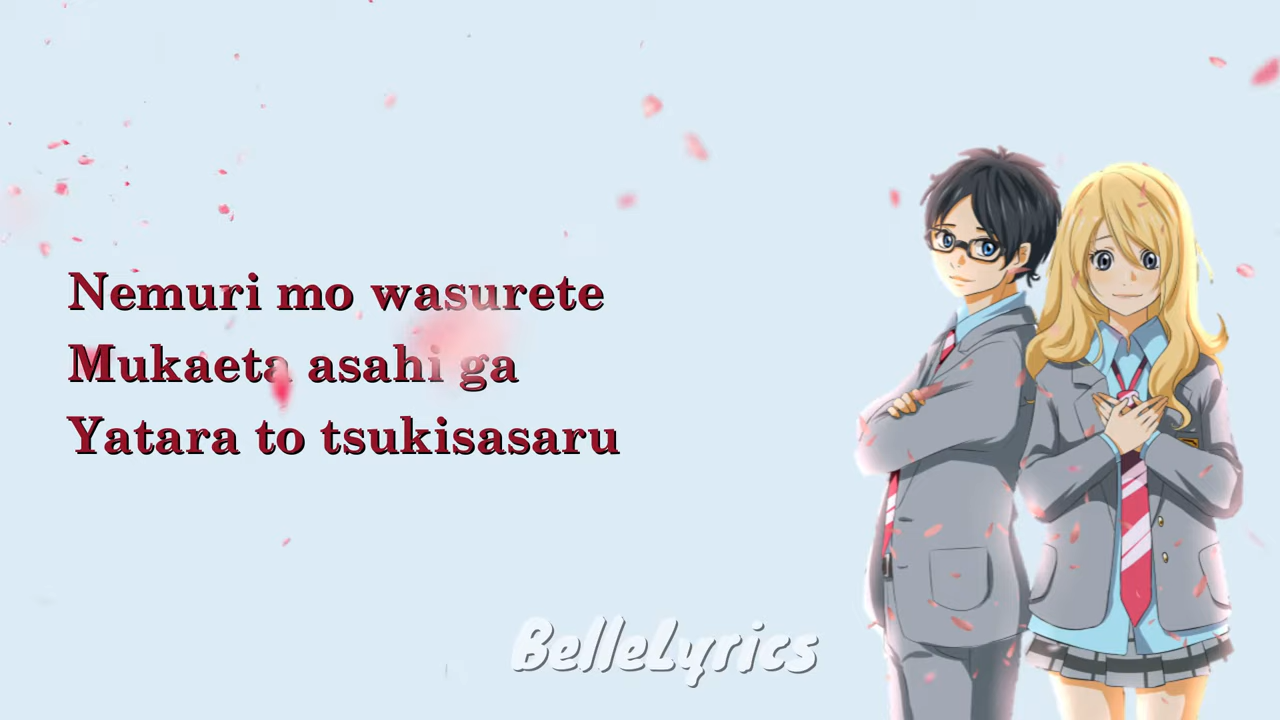 Nemuri mo wasurete
Mukaeta asahi ga
Yatara to tsukisasaru
BelleLyrics